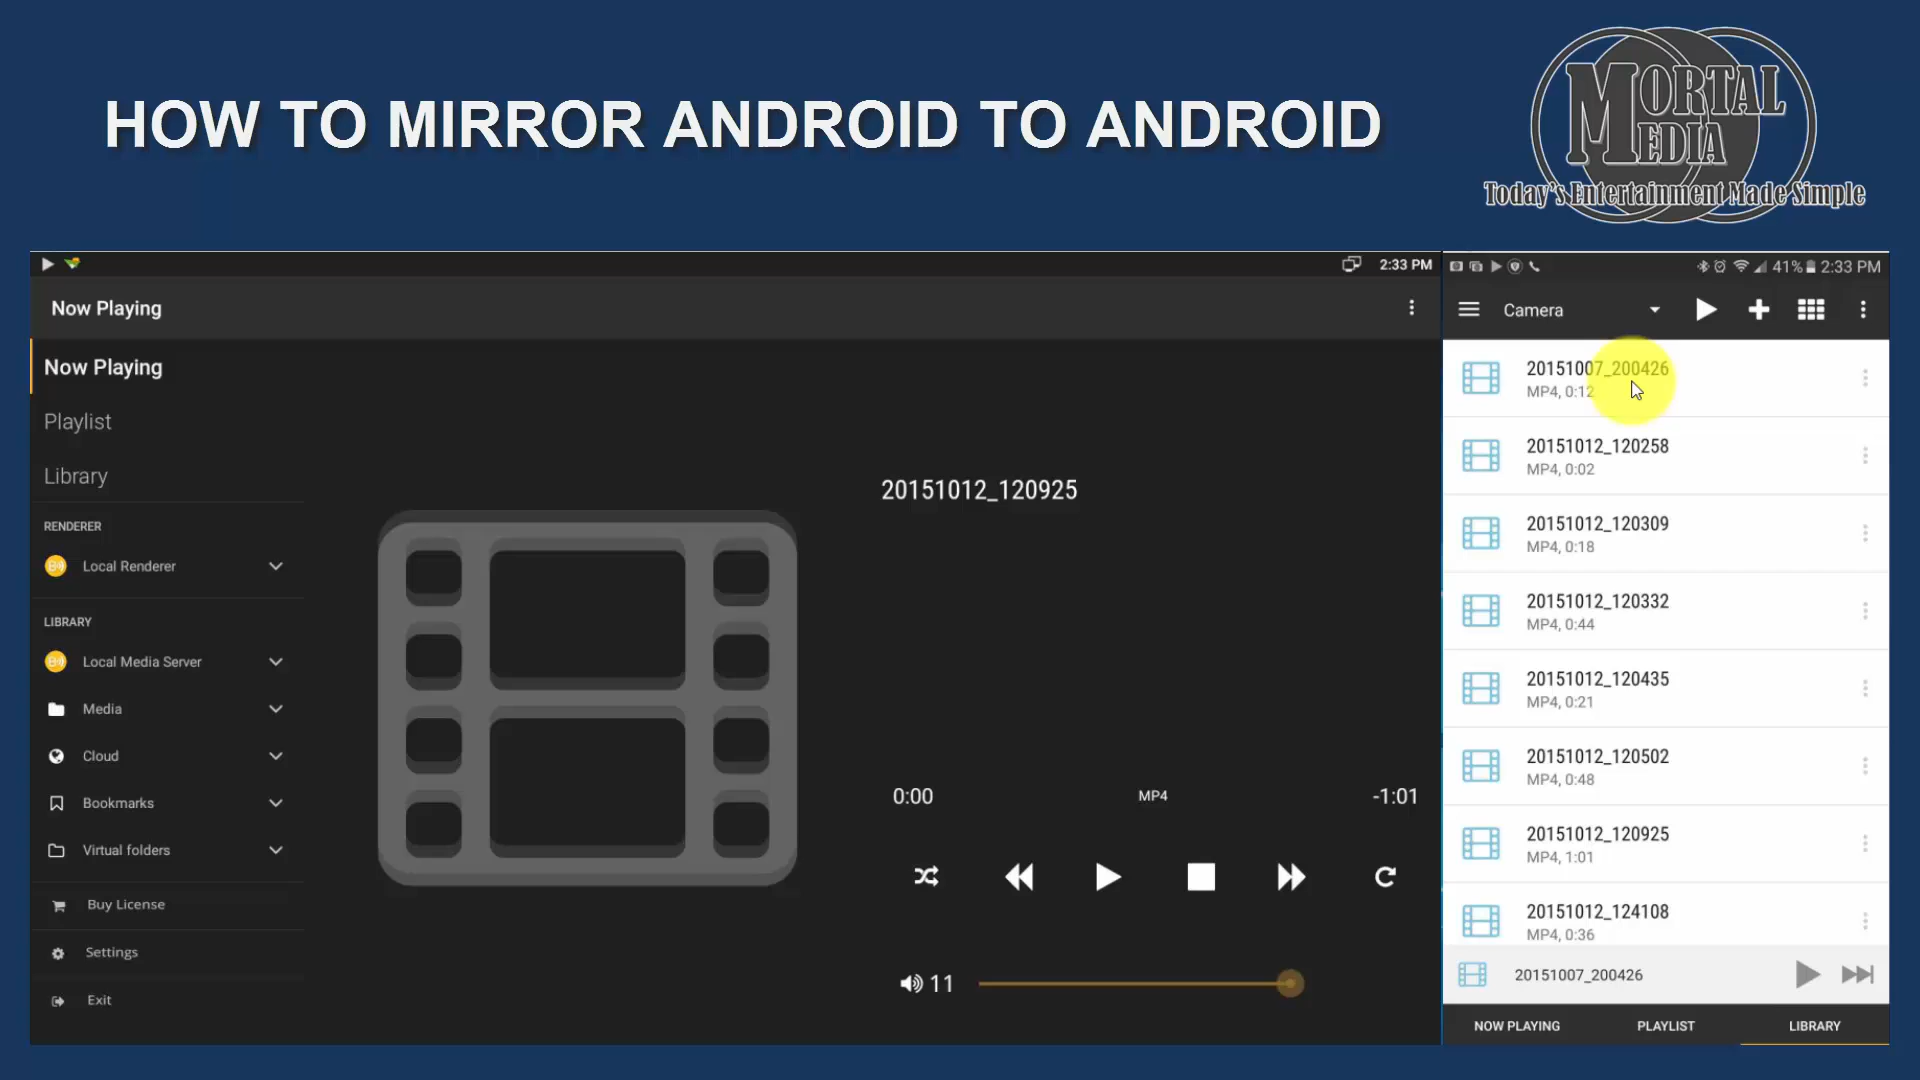 HOW TO MIRROR ANDROID TO ANDROID
MORTAL
MEDIA
Today's Entertainment Made Simple
2:33 PM
Now Playing
Now Playing
Playlist
Library
RENDERER
Local Renderer
LIBRARY
Local Media Server
Media
Cloud
Bookmarks
Virtual folders
Buy License
Settings
Exit
20151012_120925
0:00 MP4 -1:01
11
41% 2:33 PM
Camera
20151007_200426
MP4, 0:12
20151012_120258
MP4, 0:02
20151012_120309
MP4, 0:18
20151012_120332
MP4, 0:44
20151012_120435
MP4, 0:21
20151012_120502
MP4, 0:48
20151012_120925
MP4, 1:01
20151012_124108
MP4, 0:36
20151007_200426
NOW PLAYING PLAYLIST LIBRARY